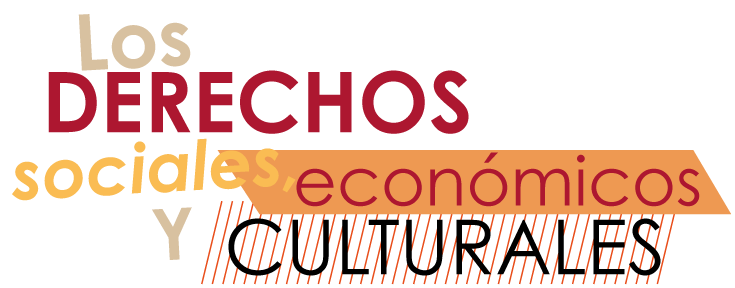 Los
DERECHOS
sociales, económicos
Y CULTURALES